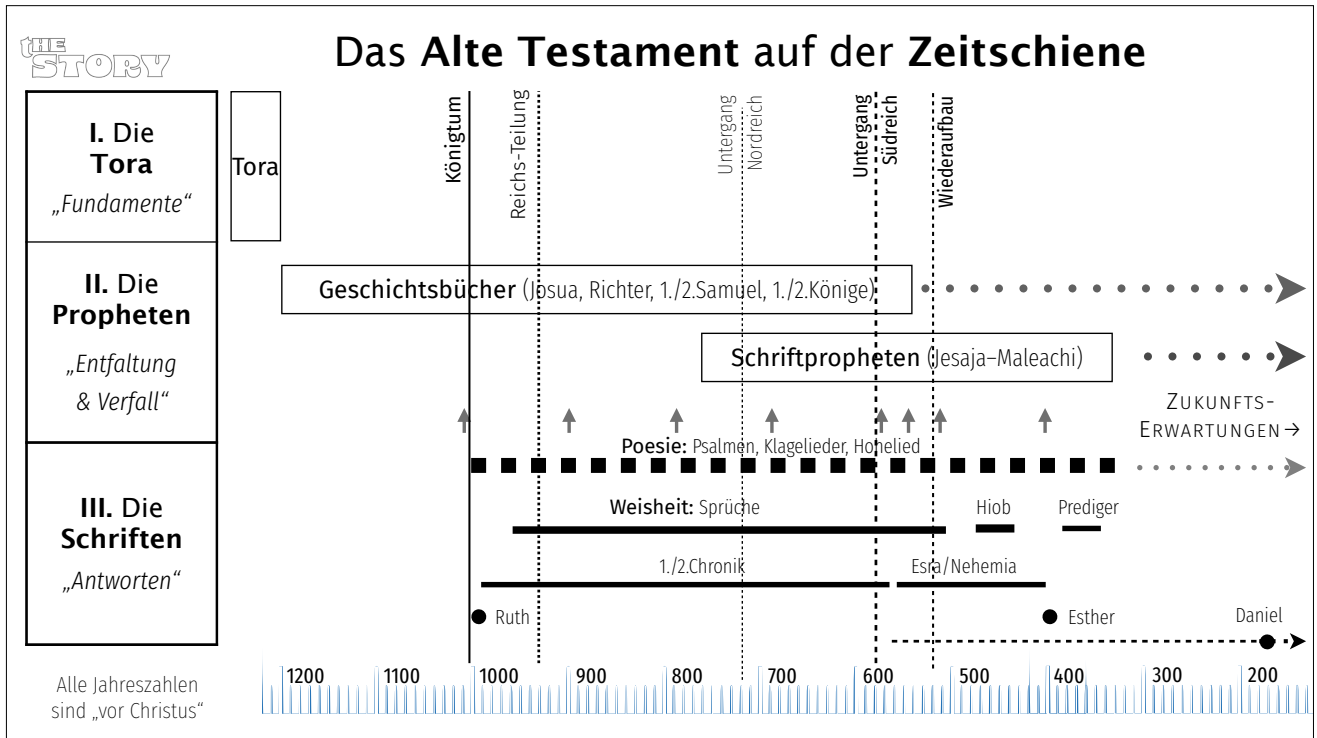 the
STORY
Das Alte Testament auf der Zeitschiene
I. Die
Tora
„Fundamente“
II. Die
Propheten
„Entfaltung
& Verfall“
III. Die
Schriften
„Antworten“
Alle Jahreszahlen
sind „vor Christus“
Tora
Königtum
Reichs-Teilung
Untergang
Nordreich
Untergang
Südreich
Wiederaufbau
Geschichtsbücher (Josua, Richter, 1./2.Samuel, 1./2.Könige)
Schriftpropheten (Jesaja–Maleachi)
ZUKUNFTS-
ERWARTUNGEN→
Poesie: Psalmen, Klagelieder, Hohelied
Weisheit: Sprüche
Hiob
Prediger
1./2.Chronik
Esra/Nehemia
Ruth
Esther
Daniel
1200 1100 1000 900 800 700 600 500 400 300 200